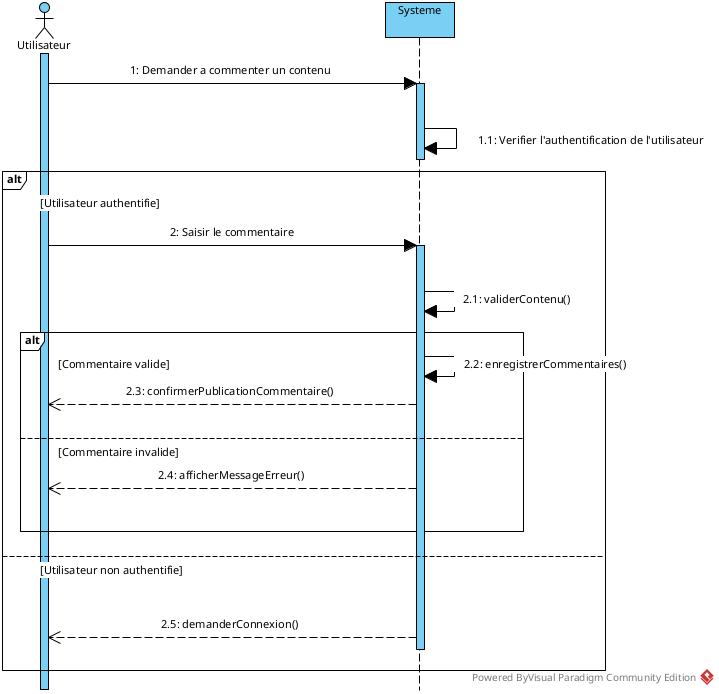 Systeme
Utilisateur
1: Demander a commenter un contenu
1.1: Verifier l'authentification de l'utilisateur
alt
[Utilisateur authentifie]
2: Saisir le commentaire
2.1: validerContenu()
alt
[Commentaire valide]
2.2: enregistrerCommentaires()
2.3: confirmerPublicationCommentaire()
[Commentaire invalide]
2.4: afficherMessageErreur()
[Utilisateur non authentifie]
2.5: demanderConnexion()
Powered ByVisual Paradigm Community Edition